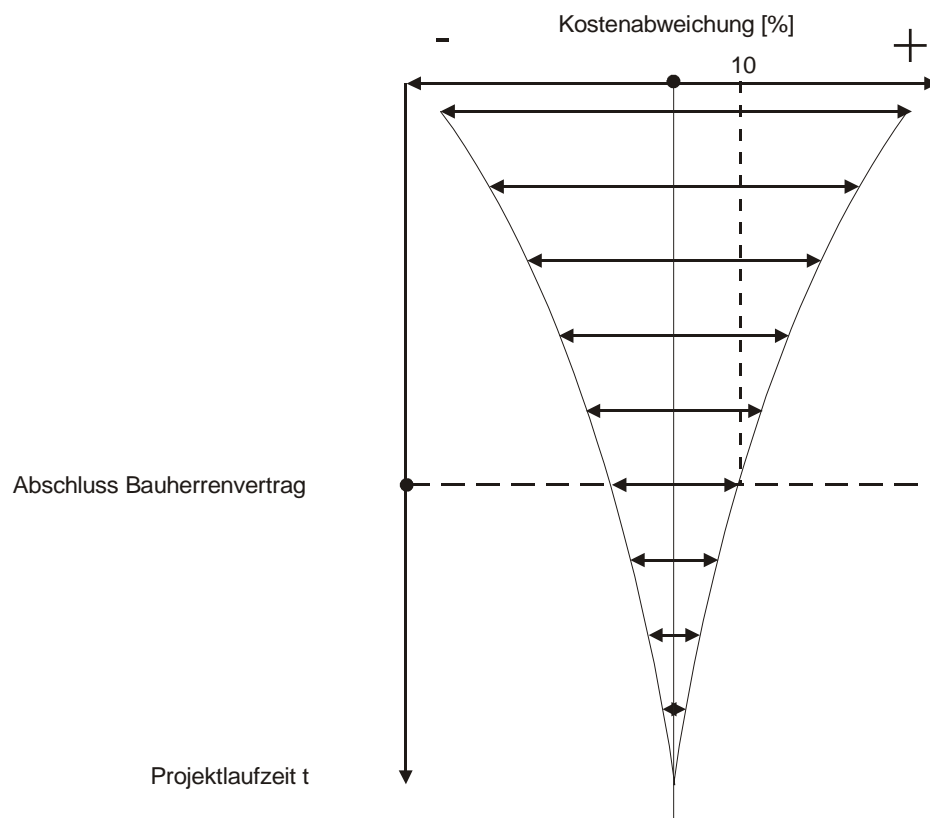 Kostenabweichung [%]
- +
10
Abschluss Bauherrenvertrag
Projektlaufzeit t